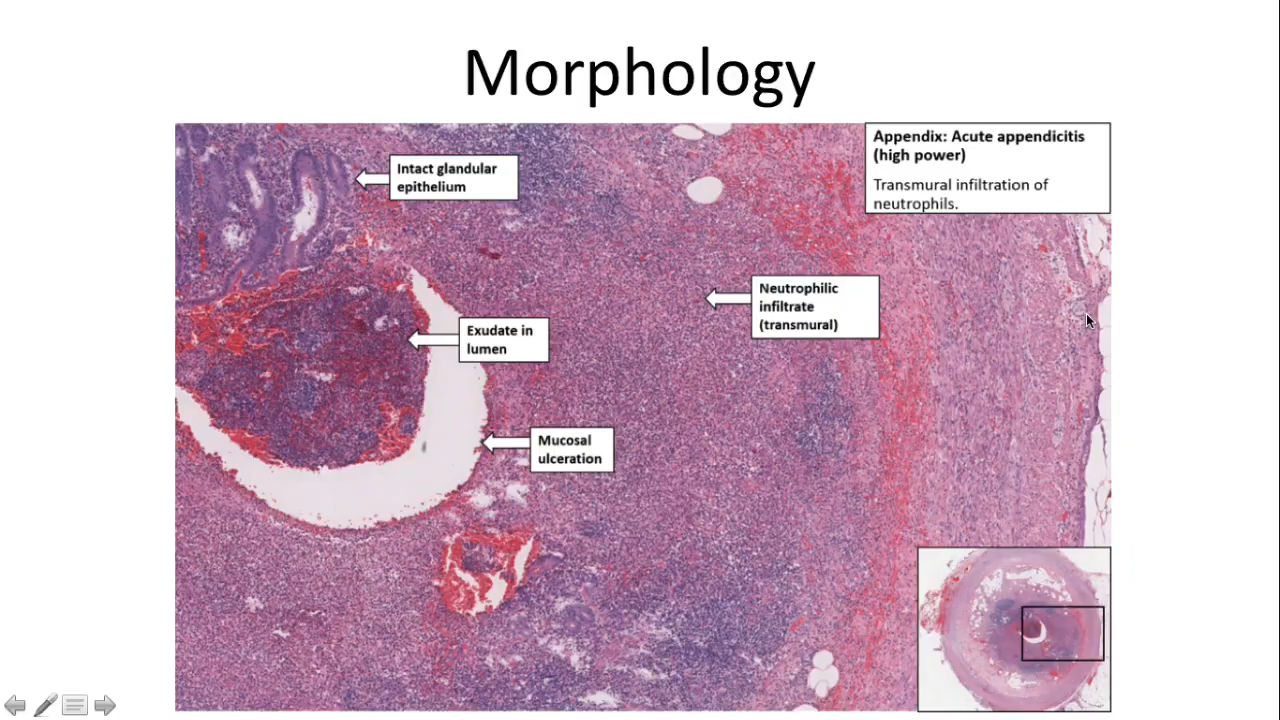 Morphology
Appendix: Acute appendicitis
(high power)
Transmural infiltration of
neutrophils.
Intact glandular
epithelium
Neutrophilic
infiltrate
(transmural)
Exudate in
lumen
Mucosal
ulceration